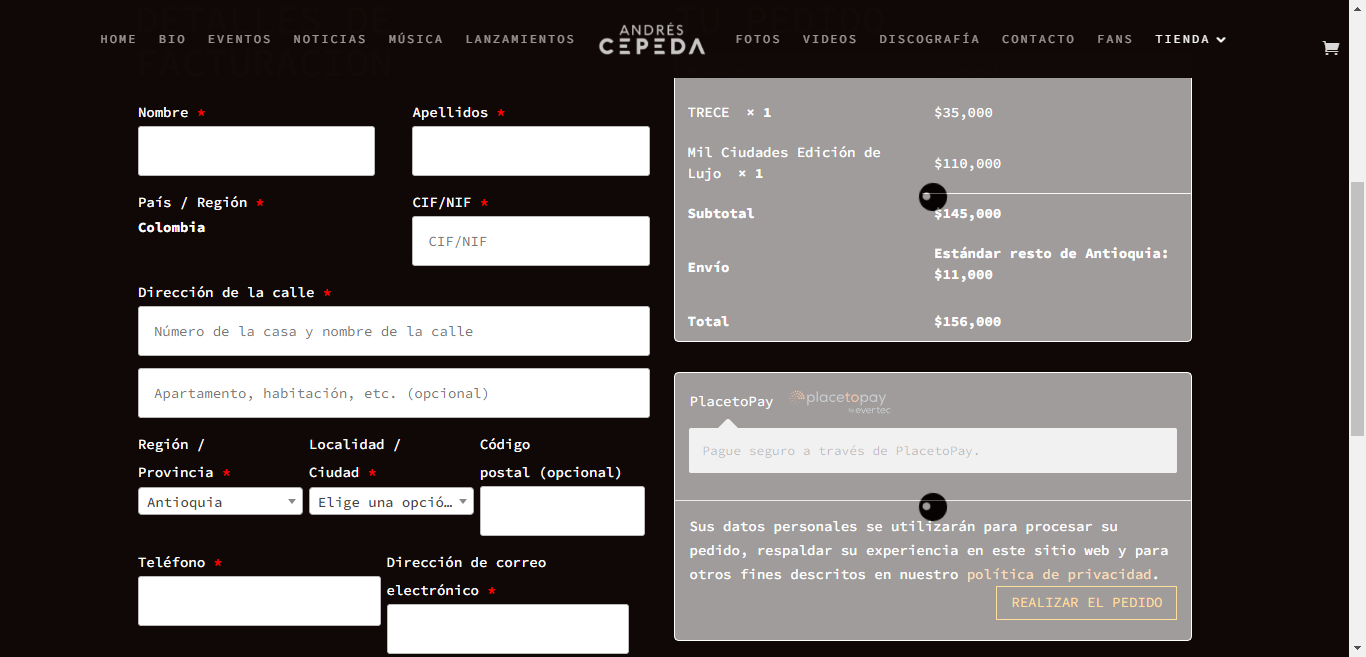 DETALLES DE
FACTURACIÓN
TU PEDIDO
HOME BIO EVENTOS NOTICIAS MÚSICA LANZAMIENTOS
ANDRÉS
CEPEDA
FOTOS VIDEOS DISCOGRAFÍA CONTACTO FANS TIENDA
Nombre *
Apellidos *
País / Región *
Colombia
CIF/NIF *
CIF/NIF
Dirección de la calle *
Número de la casa y nombre de la calle
Apartamento, habitación, etc. (opcional)
Región /
Provincia *
Antioquia
Localidad /
Ciudad *
Elige una opció…
Código
postal (opcional)
Teléfono *
Dirección de correo
electrónico *
TRECE × 1 $35,000
Mil Ciudades Edición de
Lujo × 1 $110,000
Subtotal $145,000
Envío Estándar resto de Antioquia:
$11,000
Total $156,000
PlacetoPay placetopay
by evertec
Pague seguro a través de PlacetoPay.
Sus datos personales se utilizarán para procesar su
pedido, respaldar su experiencia en este sitio web y para
otros fines descritos en nuestro política de privacidad.
REALIZAR EL PEDIDO